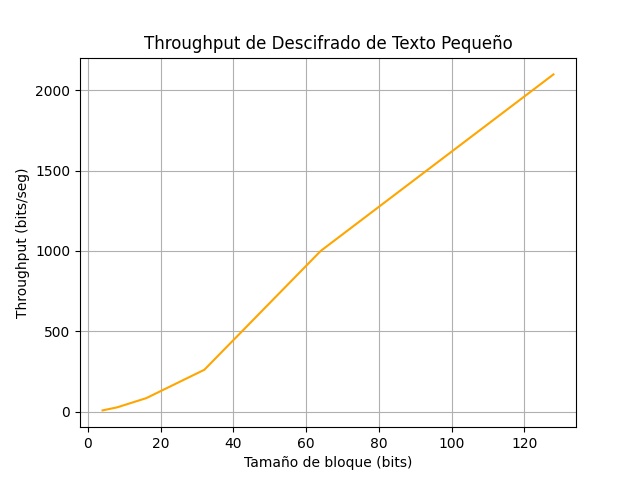 Throughput de Descifrado de Texto Pequeño
2000
1500
1000
500
0
Throughput (bits/seg)
0 20 40 60 80 100 120
Tamaño de bloque (bits)